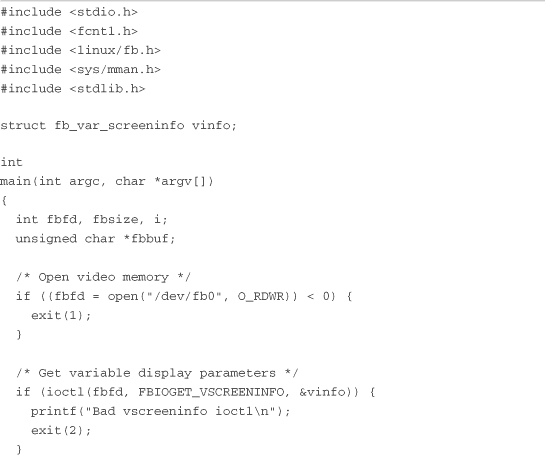 #include <stdio.h>
#include <fcntl.h>
#include <linux/fb.h>
#include <sys/mman.h>
#include <stdlib.h>
struct fb_var_screeninfo vinfo;
int
main(int argc, char *argv[])
{
int fbfd, fbsize, i;
unsigned char *fbbuf;
/* Open video memory */
if ((fbfd = open("/dev/fb0", O_RDWR)) < 0) {
exit(1);
}
/* Get variable display parameters */
if (ioctl(fbfd, FBIOGET_VSCREENINFO, &vinfo)) {
printf("Bad vscreeninfo ioctl\n");
exit(2);
}